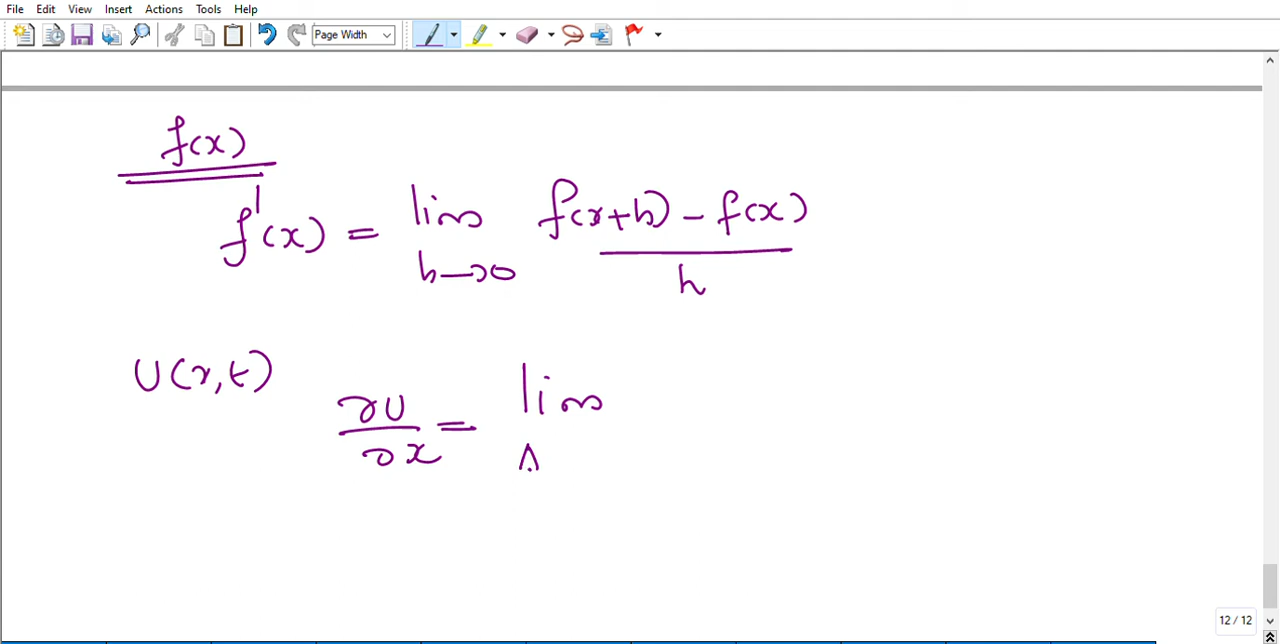 File Edit View Insert Actions Tools Help
Page Width
f(x)
f'(x) = lim f(x+h) - f(x)
h→0 h
U(x,t)
∂U = lim
∂x Δ
12 / 12